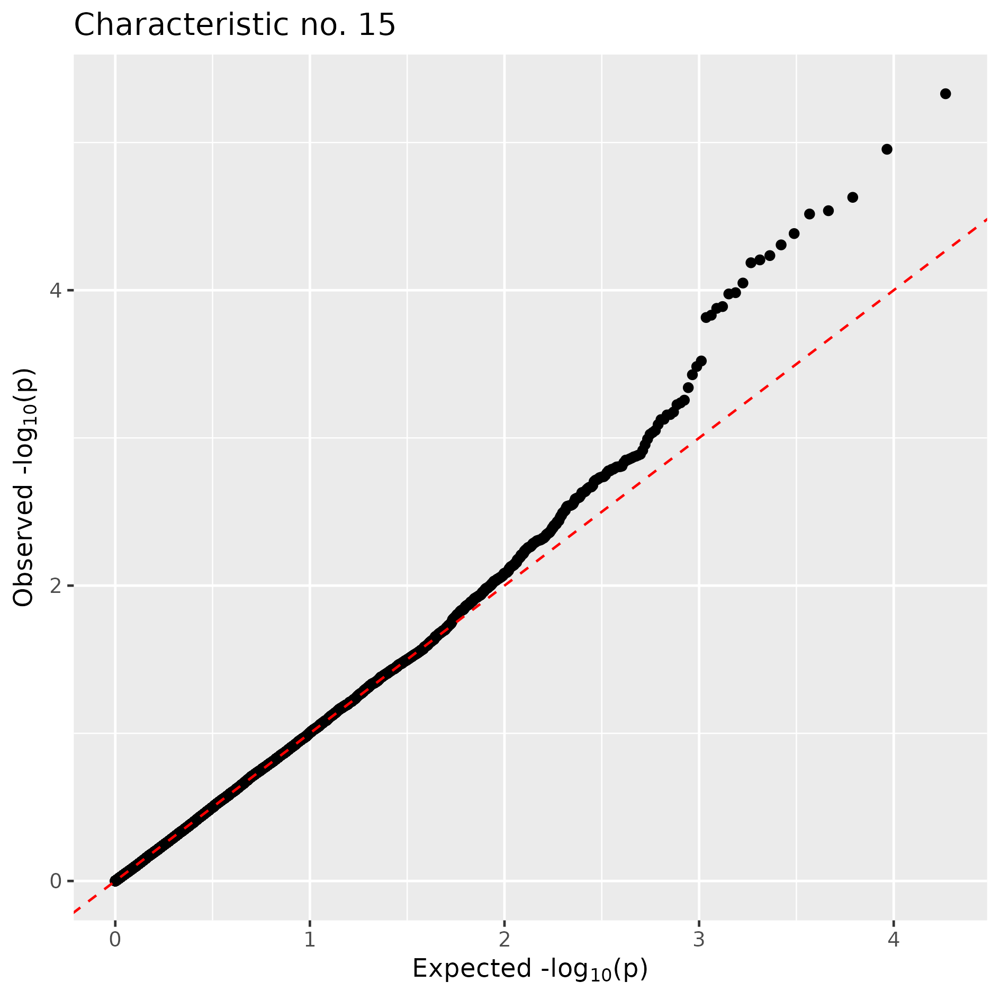 Characteristic no. 15
Observed -log₁₀(p)
4
2
0
0 1 2 3 4
Expected -log₁₀(p)